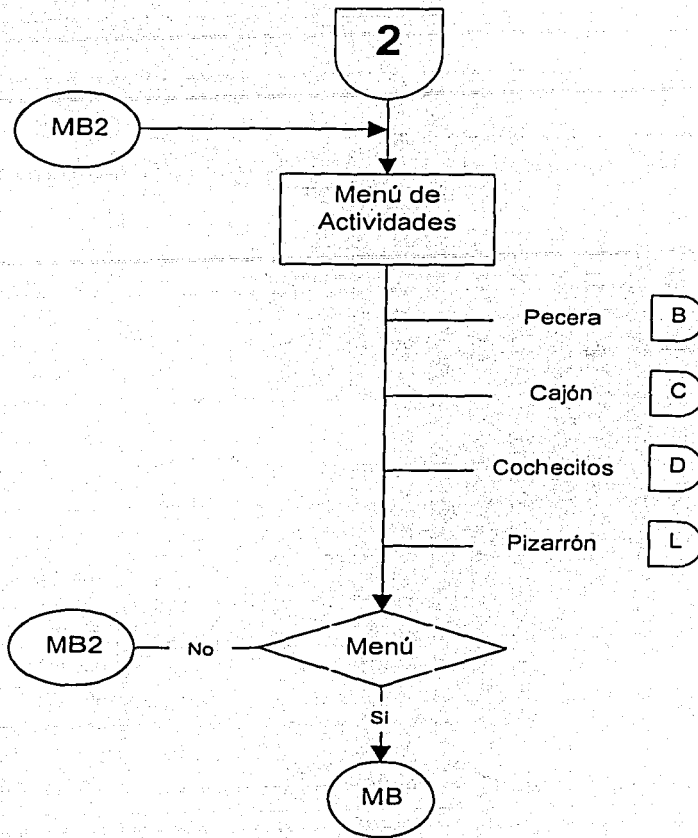 2
MB2
Menú de
Actividades
Pecera B
Cajón C
Cochecitos D
Pizarrón L
MB2 No Menú
Si
MB